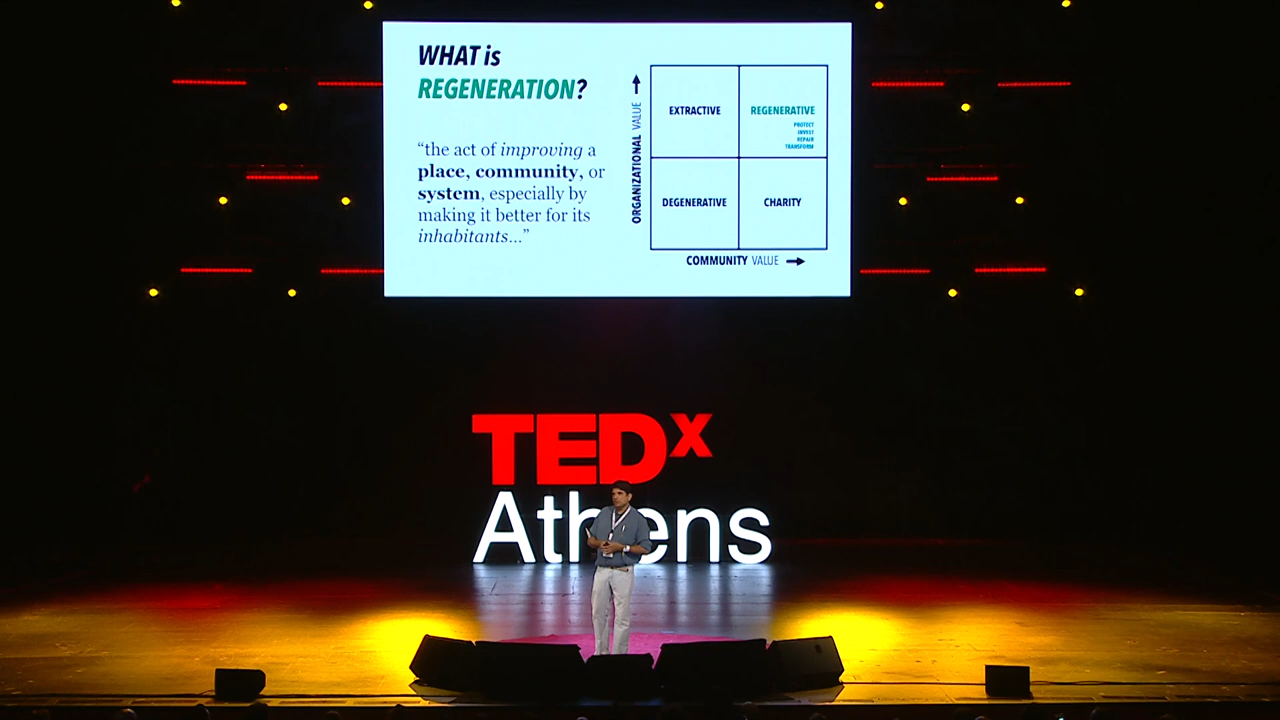 WHAT is
REGENERATION?
“the act of improving a
place, community, or
system, especially by
making it better for its
inhabitants...”
ORGANIZATIONAL VALUE
EXTRACTIVE
REGENERATIVE
PROTECT
INVEST
REPAIR
TRANSFORM
DEGENERATIVE
CHARITY
COMMUNITY VALUE
TEDx
Athens